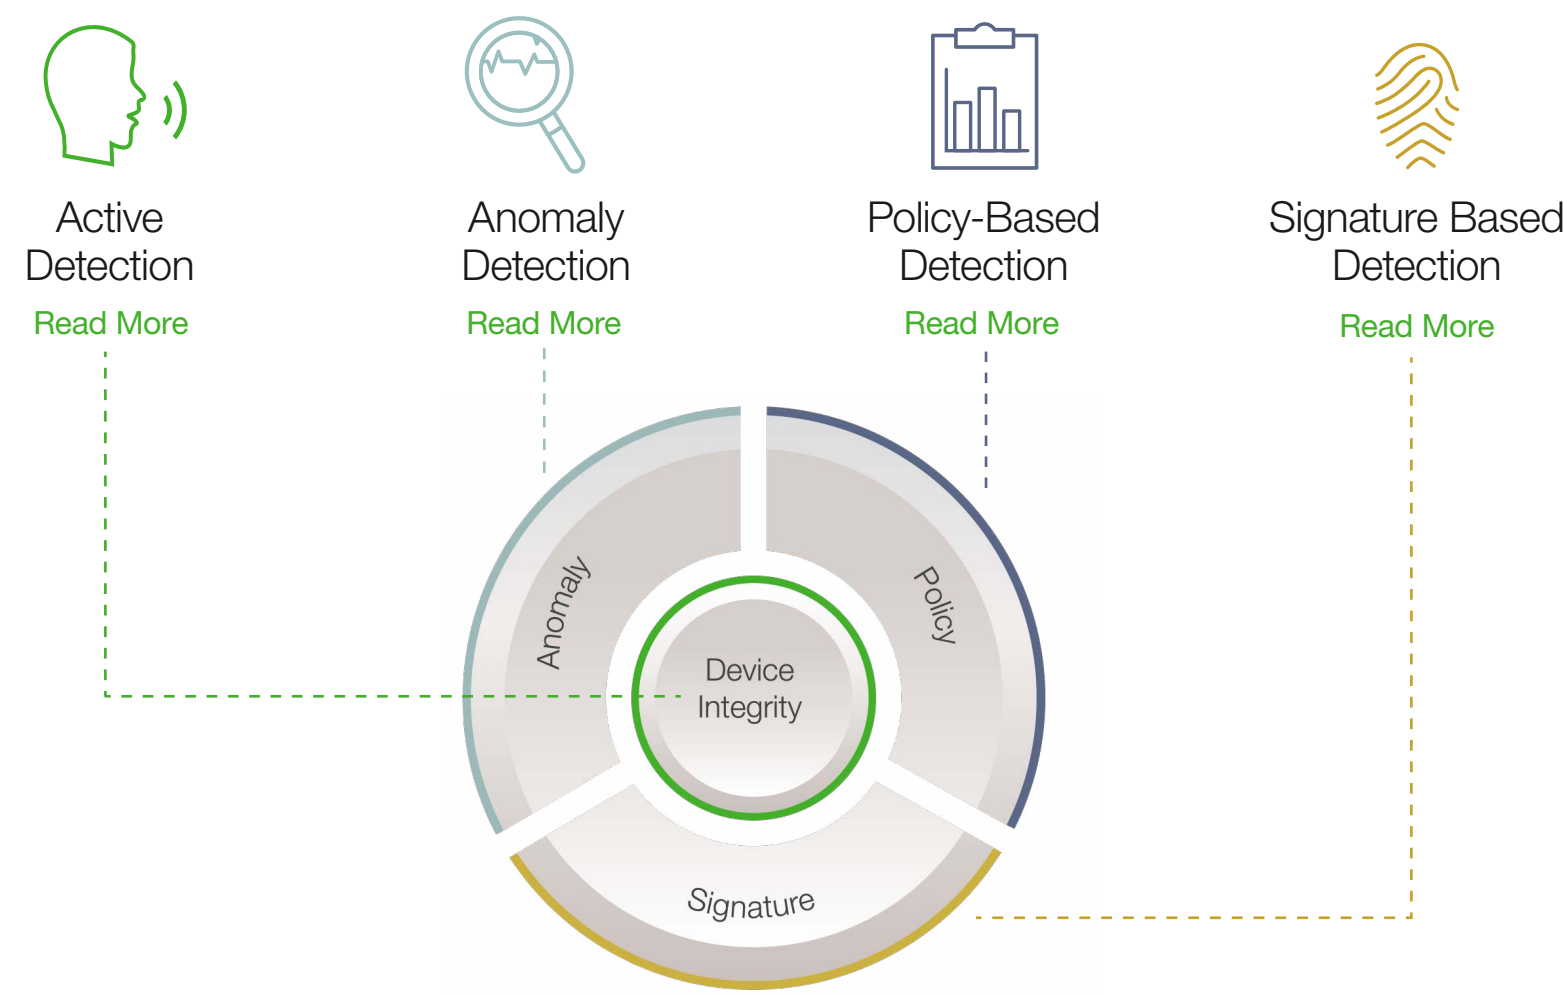 Active
Detection
Read More
Anomaly
Detection
Read More
Policy-Based
Detection
Read More
Signature Based
Detection
Read More
Anomaly
Policy
Device
Integrity
Signature